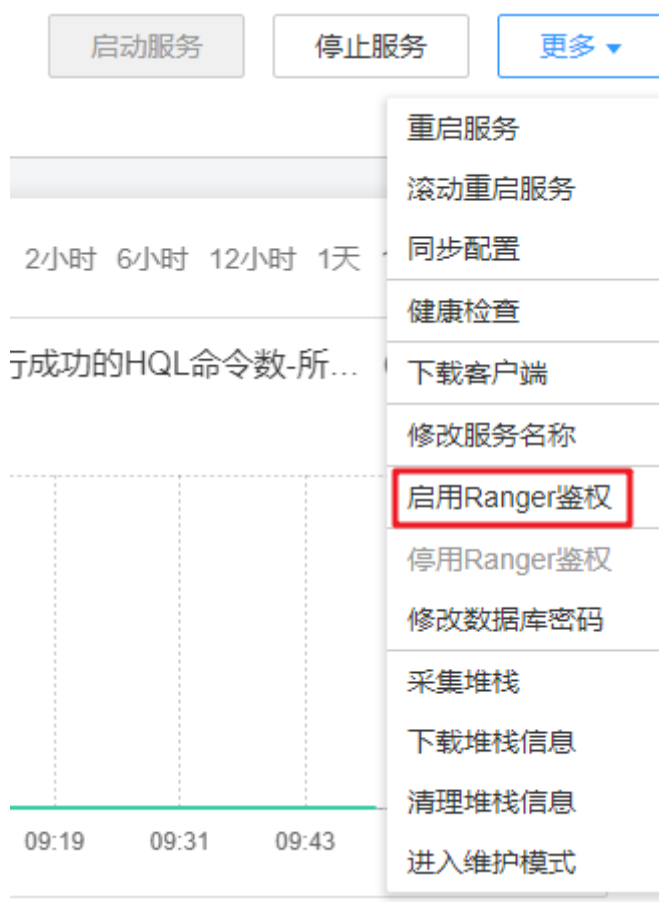 启动服务 停止服务 更多
重启服务
滚动重启服务
2小时 6小时 12小时 1天
同步配置
健康检查
行成功的HQL命令数-所...
下载客户端
修改服务名称
启用Ranger鉴权
停用Ranger鉴权
修改数据库密码
采集堆栈
下载堆栈信息
清理堆栈信息
09:19 09:31 09:43
进入维护模式